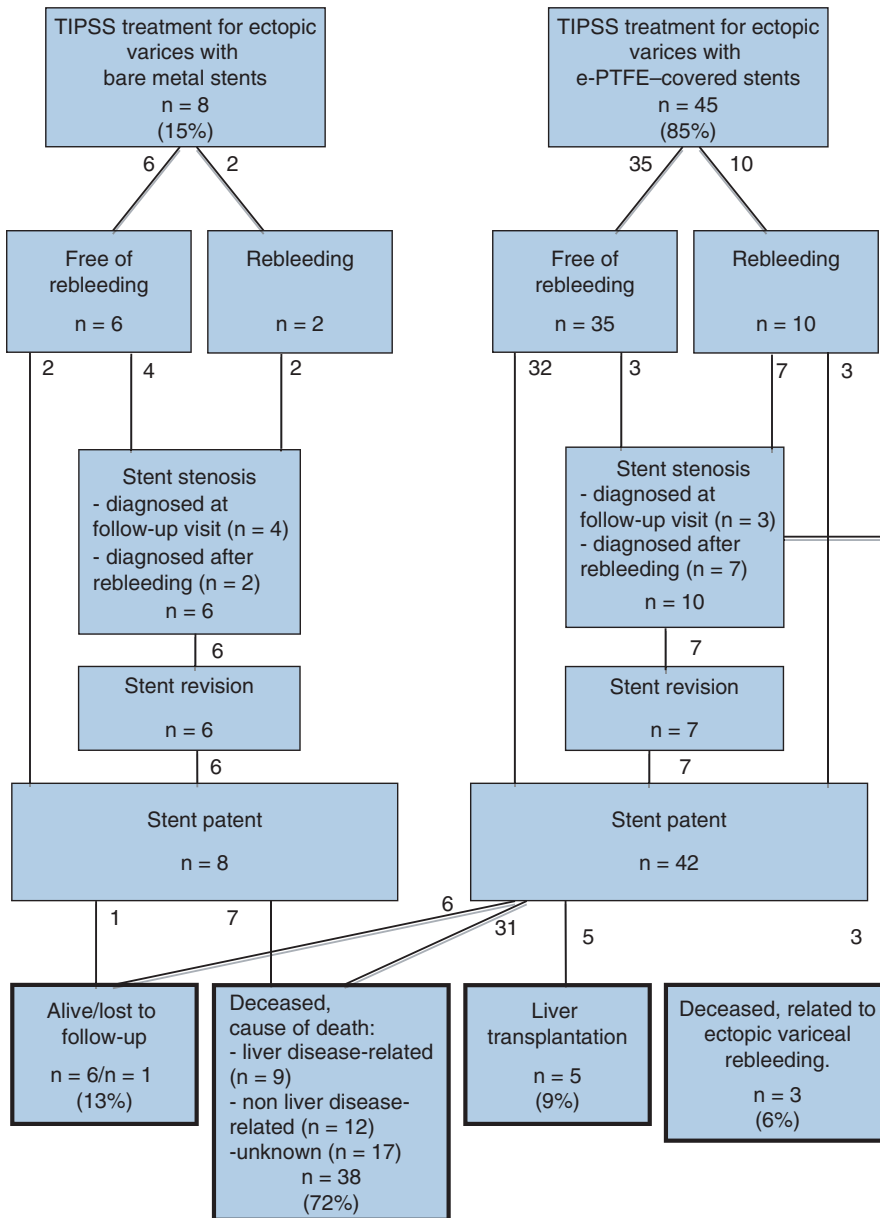 TIPSS treatment for ectopic
varices with
bare metal stents
n = 8
(15%)
6
2
Free of
rebleeding
n = 6
Rebleeding
n = 2
2
4
2
Stent stenosis
- diagnosed at
follow-up visit (n = 4)
- diagnosed after
rebleeding (n = 2)
n = 6
6
Stent revision
n = 6
6
Stent patent
n = 8
1
7
TIPSS treatment for ectopic
varices with
e-PTFE–covered stents
n = 45
(85%)
35
10
Free of
rebleeding
n = 35
Rebleeding
n = 10
32
3
7
3
Stent stenosis
- diagnosed at
follow-up visit (n = 3)
- diagnosed after
rebleeding (n = 7)
n = 10
7
Stent revision
n = 7
7
Stent patent
n = 42
6
31
5
3
Alive/lost to
follow-up
n = 6/n = 1
(13%)
Deceased,
cause of death:
- liver disease-related
(n = 9)
- non liver disease-
related (n = 12)
-unknown (n = 17)
n = 38
(72%)
Liver
transplantation
n = 5
(9%)
Deceased, related to
ectopic variceal
rebleeding.
n = 3
(6%)